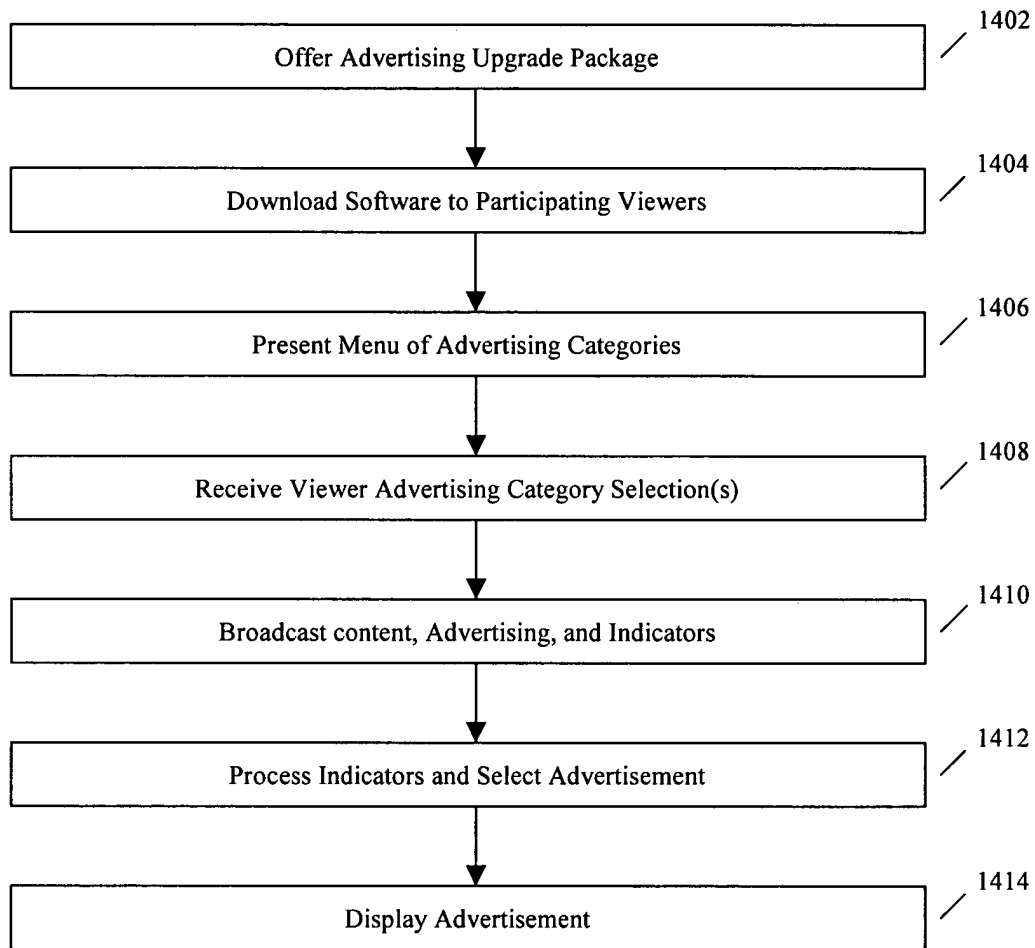 1402
Offer Advertising Upgrade Package
1404
Download Software to Participating Viewers
1406
Present Menu of Advertising Categories
1408
Receive Viewer Advertising Category Selection(s)
1410
Broadcast content, Advertising, and Indicators
1412
Process Indicators and Select Advertisement
1414
Display Advertisement